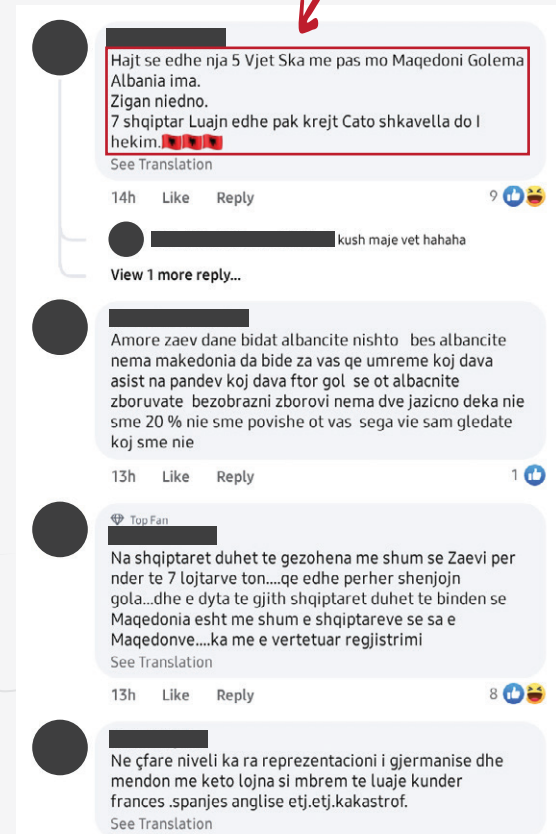 Hajt se edhe nja 5 Vjet Ska me pas mo Maqedoni Golema
Albania ima.
Zigan niedno.
7 shqiptar Luajn edhe pak krejt Cato shkavella do I
hekim.🇦🇱🇦🇱🇦🇱
See Translation
14h Like Reply 9
kush maje vet hahaha
View 1 more reply...
Amore zaev dane bidat albancite nishto bes albancite
nema makedonia da bide za vas qe umreme koj dava
asist na pandev koj dava ftor gol se ot albacnite
zboruvate bezobrazni zborovi nema dve jazicno deka nie
sme 20 % nie sme povishe ot vas sega vie sam gledate
koj sme nie
13h Like Reply 1
Top Fan
Na shqiptaret duhet te gezohena me shum se Zaevi per
nder te 7 lojtarve ton....qe edhe perher shenjojn
gola...dhe e dyta te gjith shqiptaret duhet te binden se
Maqedonia esht me shum e shqiptareve se sa e
Maqedonve....ka me e vertetuar regjistrimi
See Translation
13h Like Reply 8
Ne çfare niveli ka ra reprezentacioni i gjermanise dhe
mendon me keto lojna si mbrem te luaje kunder
frances .spanjes anglise etj.etj.kakastrof.
See Translation